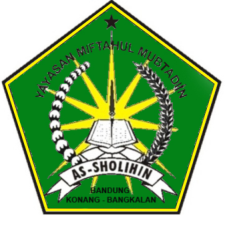 YAYASAN MIFTAHUL MUBTADIIN
AS-SHOLIHIN
BANDUNG
KONANG - BANGKALAN